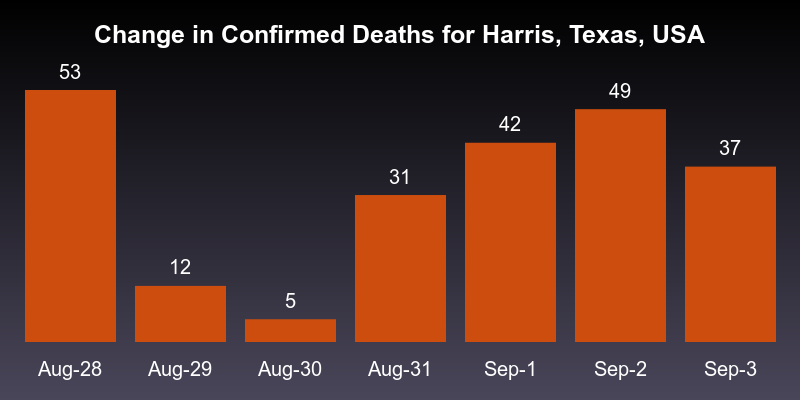 Change in Confirmed Deaths for Harris, Texas, USA
53
12
5
31
42
49
37
Aug-28
Aug-29
Aug-30
Aug-31
Sep-1
Sep-2
Sep-3